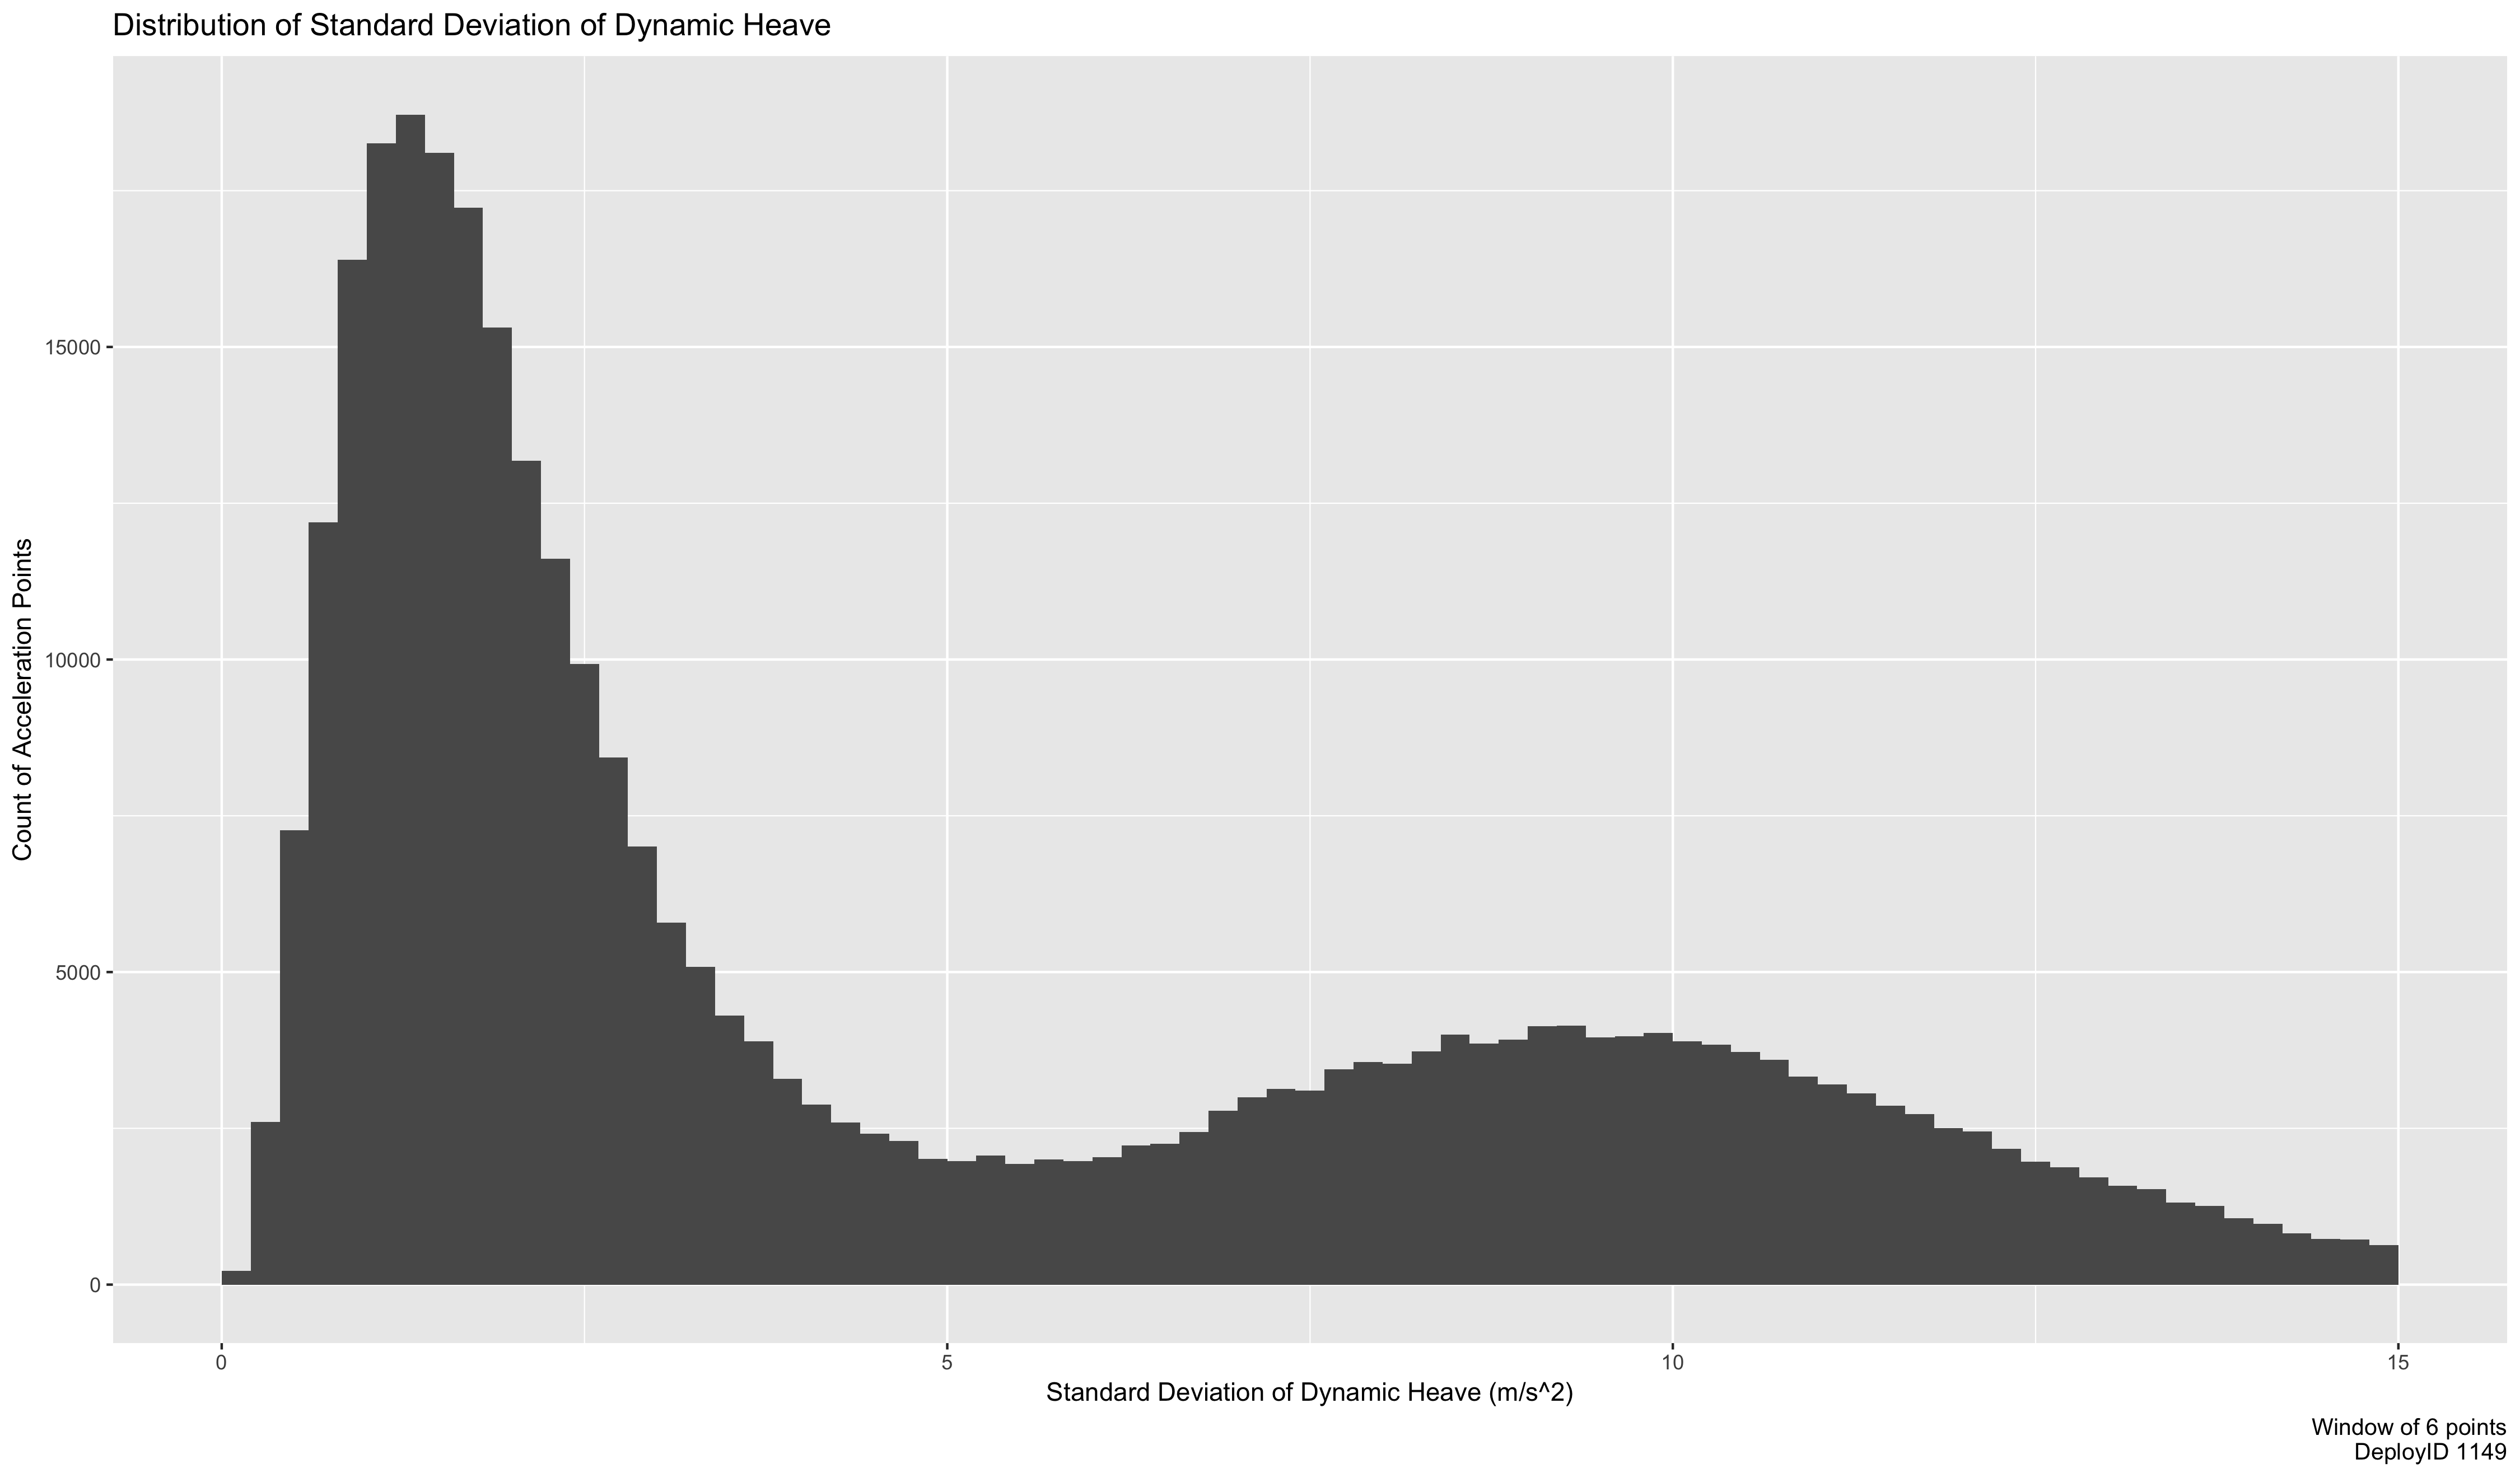 Distribution of Standard Deviation of Dynamic Heave
Count of Acceleration Points
15000
10000
5000
0
0
5
10
15
Standard Deviation of Dynamic Heave (m/s^2)
Window of 6 points
DeployID 1149